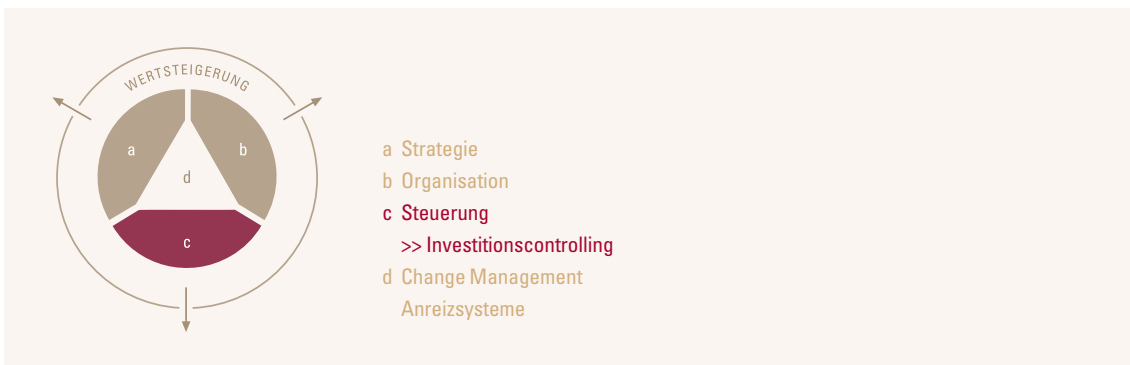 WERTSTEIGERUNG
a
b
d
c
a Strategie
b Organisation
c Steuerung
>> Investitionscontrolling
d Change Management
Anreizsysteme